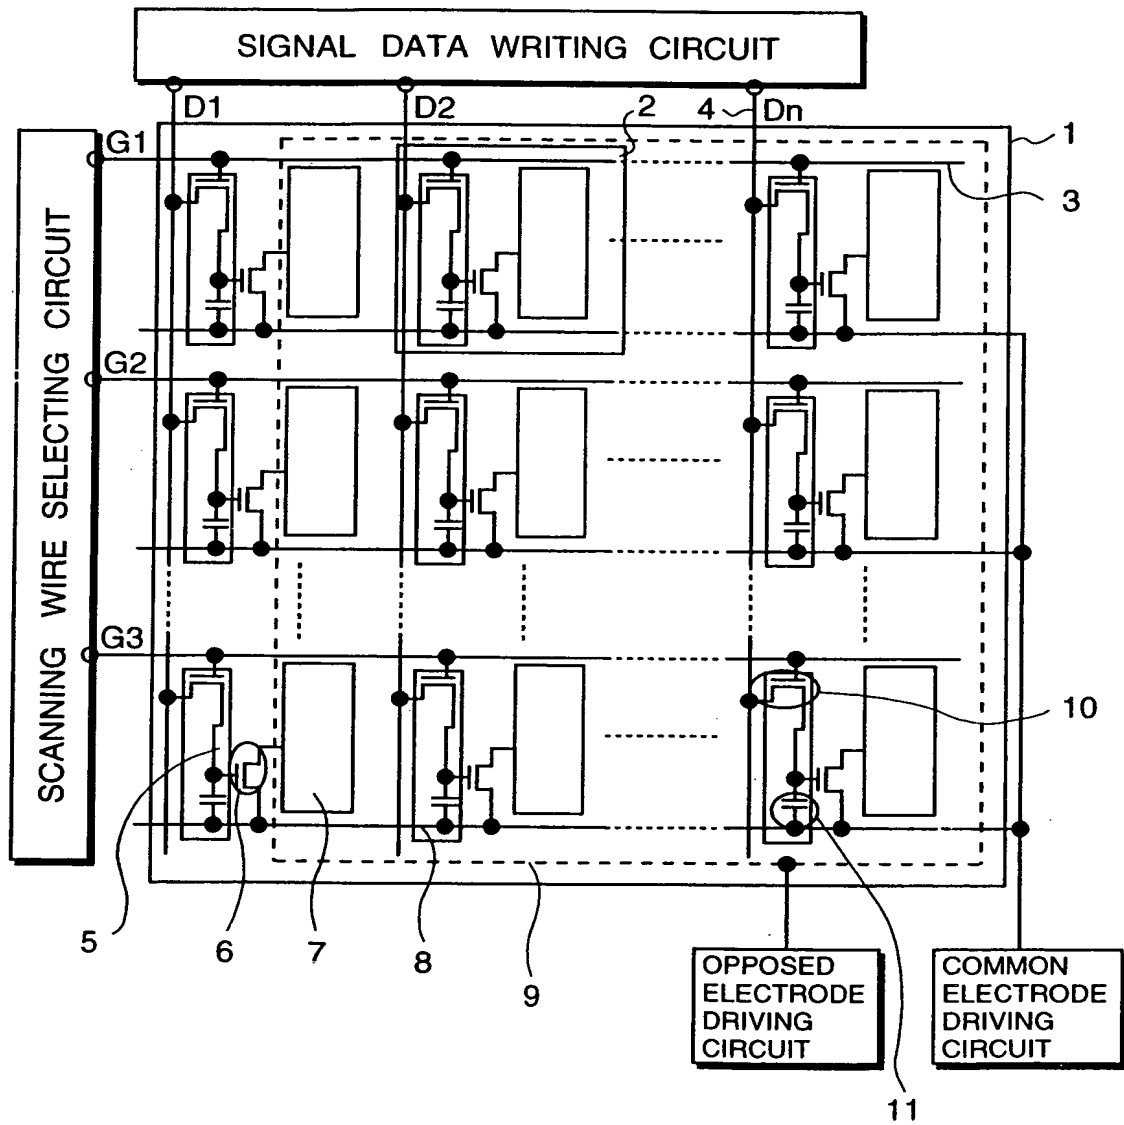 SIGNAL DATA WRITING CIRCUIT
D1 D2 4 Dn
2
1
G1
3
SCANNING WIRE SELECTING CIRCUIT
G2
G3
10
5 6 7 8 9
OPPOSED
ELECTRODE
DRIVING
CIRCUIT
COMMON
ELECTRODE
DRIVING
CIRCUIT
11